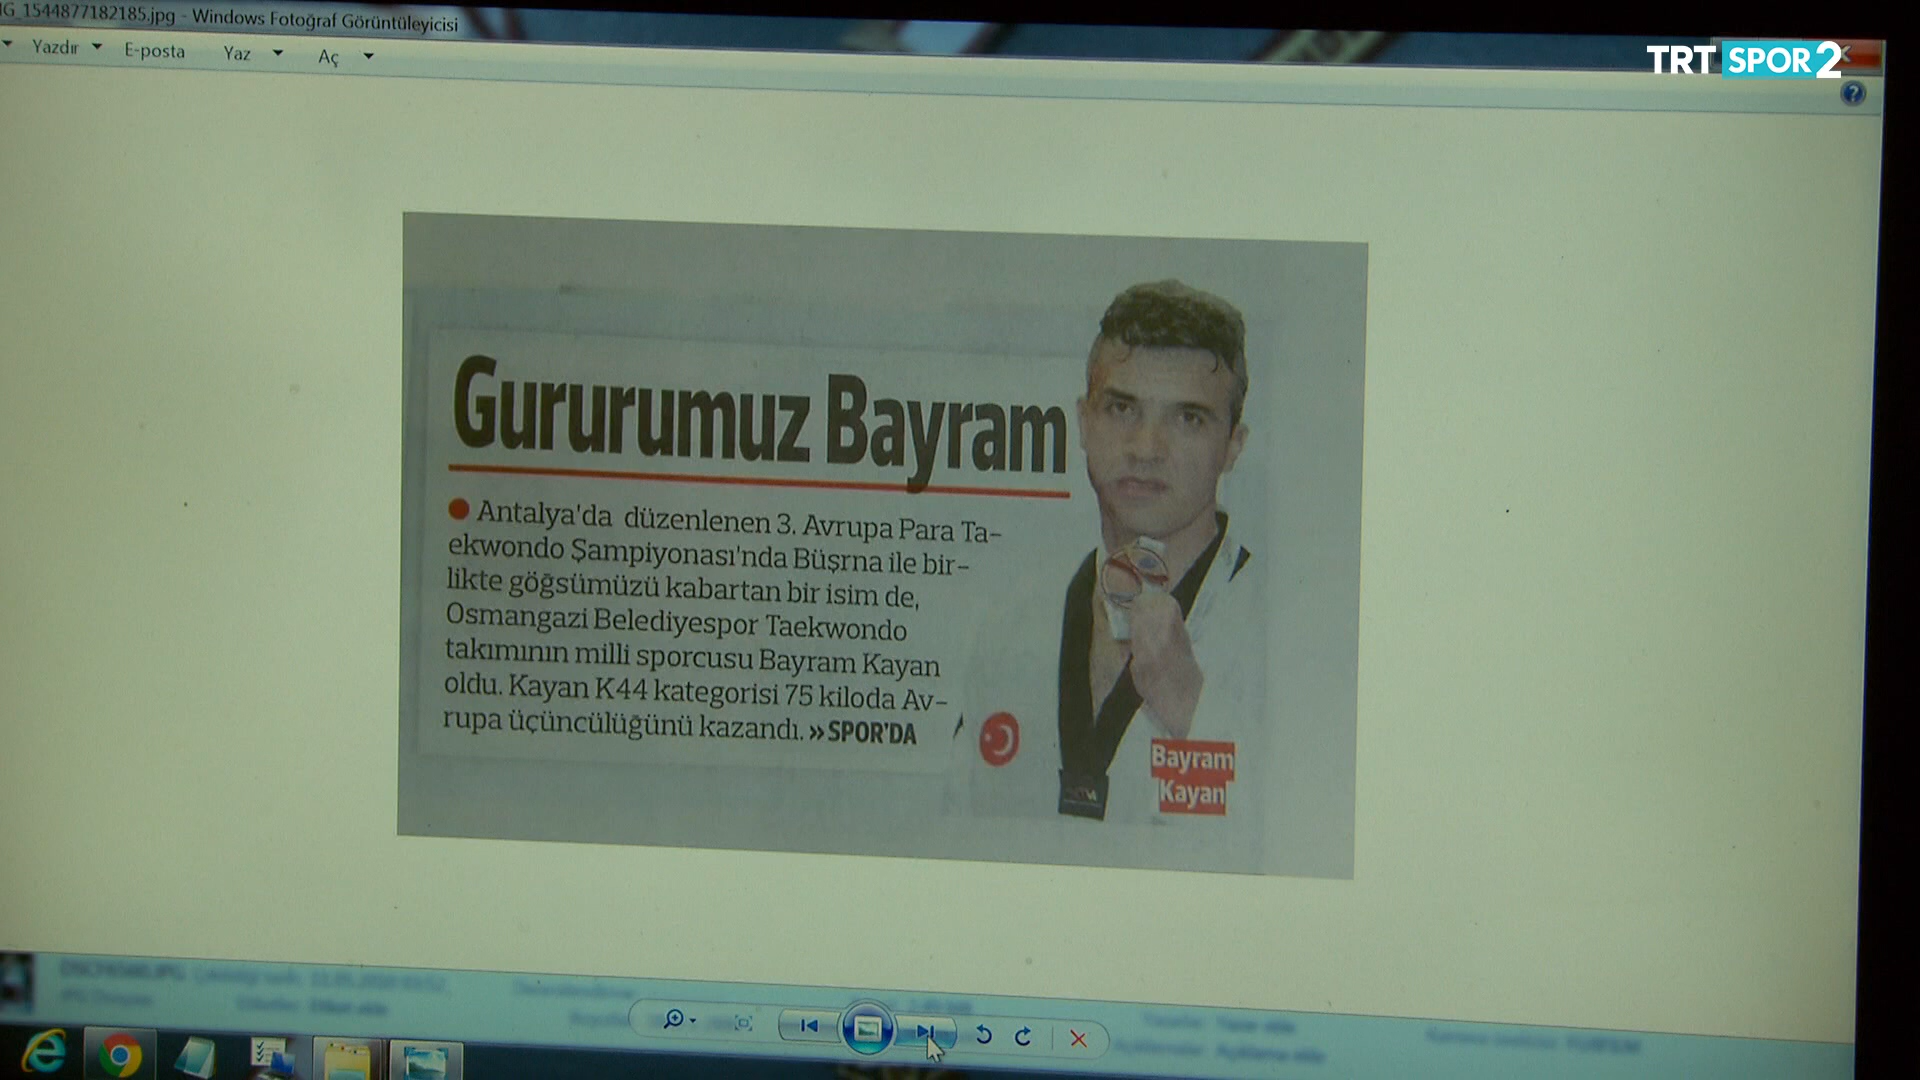 IG_1544877182185.jpg - Windows Fotoğraf Görüntüleyicisi
Yazdır E-posta Yaz Aç
TRT SPOR 2
Gururumuz Bayram
Antalya'da düzenlenen 3. Avrupa Para Ta-
ekwondo Şampiyonası'nda Büşrna ile bir-
likte göğsümüzü kabartan bir isim de,
Osmangazi Belediyespor Taekwondo
takımının milli sporcusu Bayram Kayan
oldu. Kayan K44 kategorisi 75 kiloda Av-
rupa üçüncülüğünü kazandı. » SPOR'DA
Bayram
Kayan